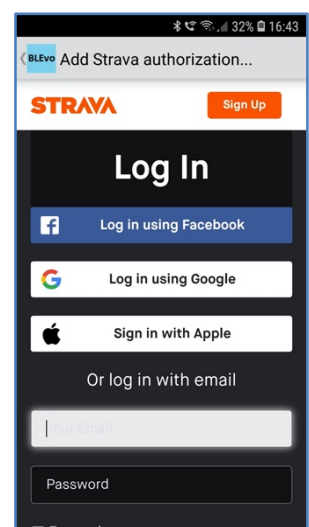 32% 16:43
BLEvo Add Strava authorization...
STRAVA Sign Up
Log In
f Log in using Facebook
G Log in using Google
Sign in with Apple
Or log in with email
Your Email
Password